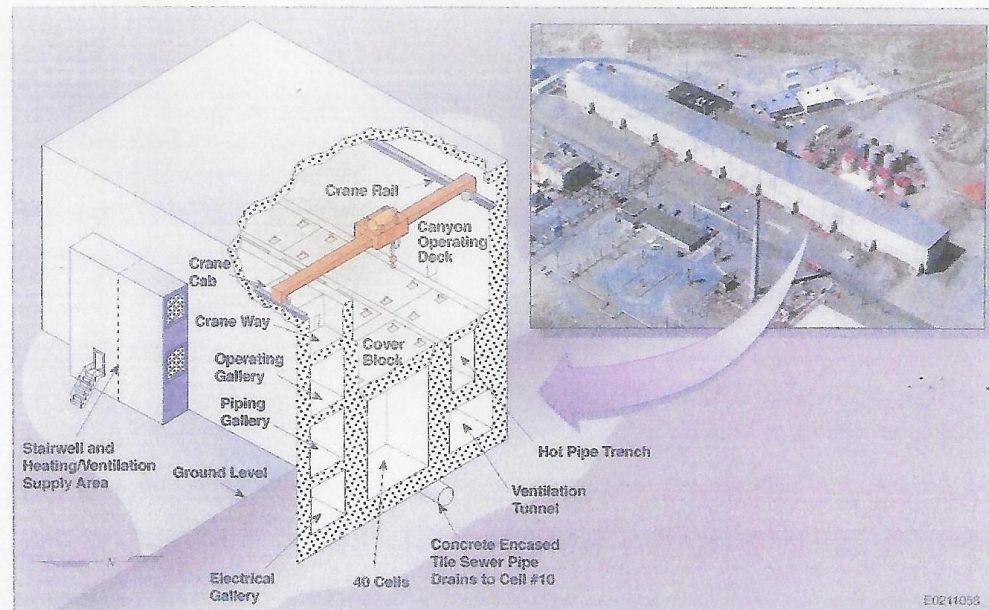 Crane Rail
Canyon
Operating
Deck
Crane
Cab
Crane Way
Cover
Block
Operating
Gallery
Piping
Gallery
Stairwell and
Heating/Ventilation
Supply Area
Ground Level
Hot Pipe Trench
Ventilation
Tunnel
Concrete Encased
Tile Sewer Pipe
Drains to Cell #10
N
Electrical
Gallery
40 Cells
E0211056